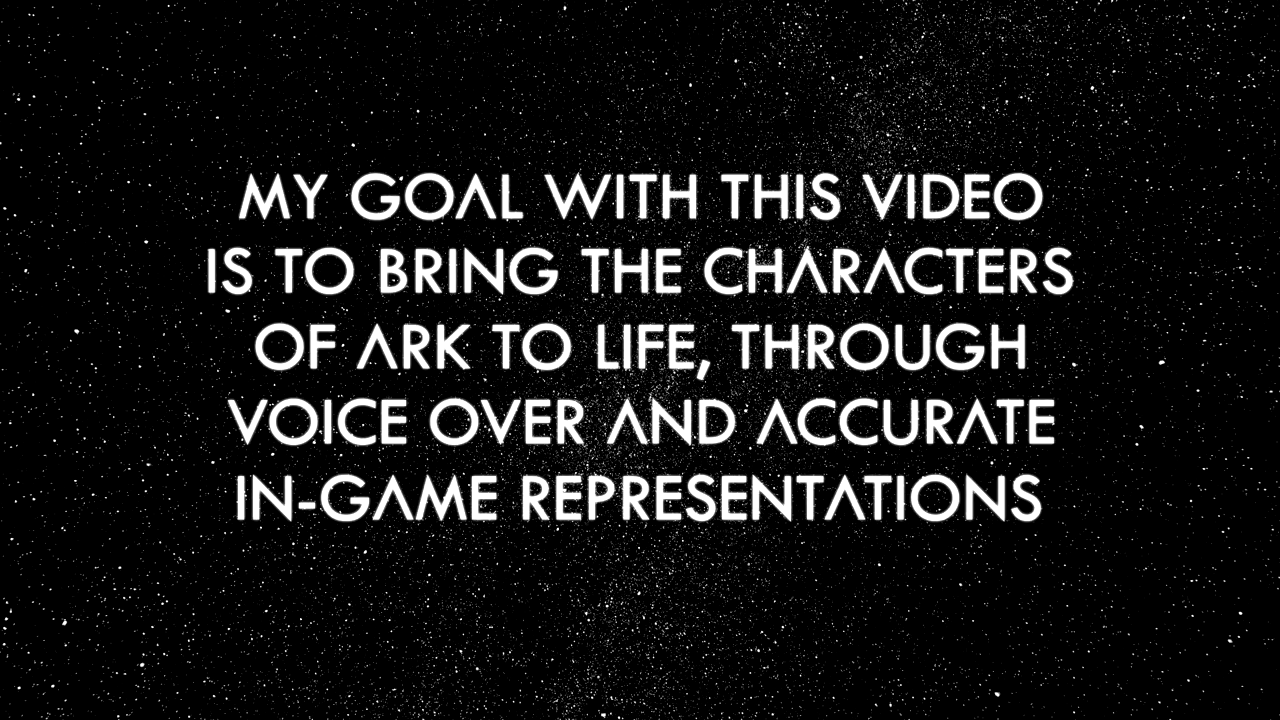 MY GOAL WITH THIS VIDEO
IS TO BRING THE CHARACTERS
OF ARK TO LIFE, THROUGH
VOICE OVER AND ACCURATE
IN-GAME REPRESENTATIONS